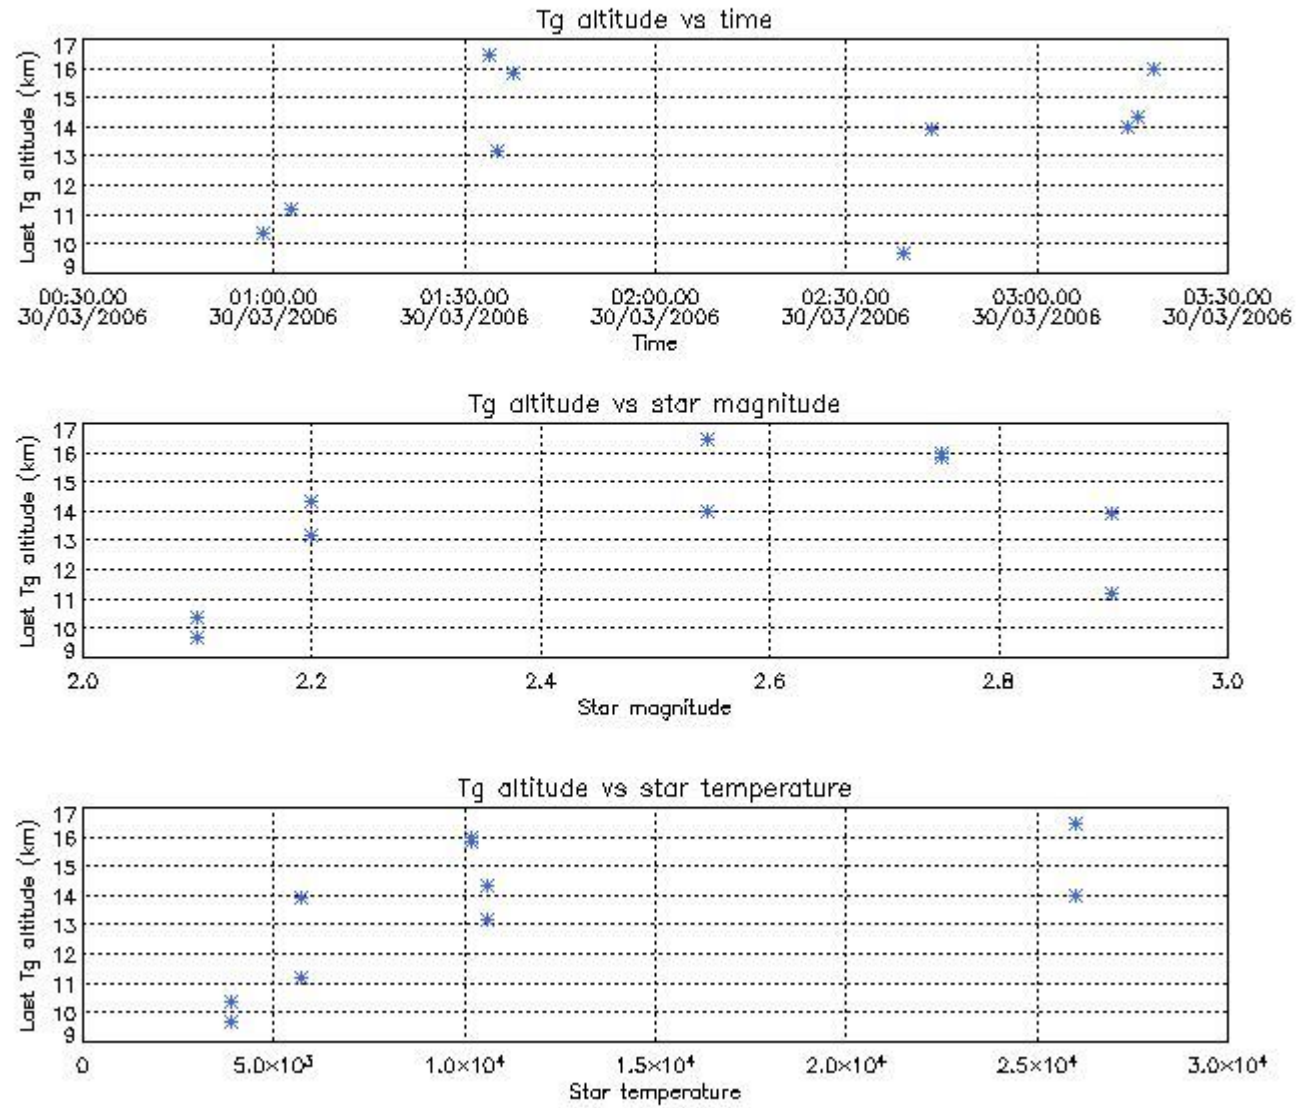 Tg altitude vs time
Last Tg altitude (km)
17
16
15
14
13
12
11
10
9
00:30.00 01:00.00 01:30.00 02:00.00 02:30.00 03:00.00 03:30.00
30/03/2006 30/03/2006 30/03/2006 30/03/2006 30/03/2006 30/03/2006 30/03/2006
Time
Tg altitude vs star magnitude
Last Tg altitude (km)
17
16
15
14
13
12
11
10
9
2.0 2.2 2.4 2.6 2.8 3.0
Star magnitude
Tg altitude vs star temperature
Last Tg altitude (km)
17
16
15
14
13
12
11
10
9
0 5.0×10³ 1.0×10⁴ 1.5×10⁴ 2.0×10⁴ 2.5×10⁴ 3.0×10⁴
Star temperature